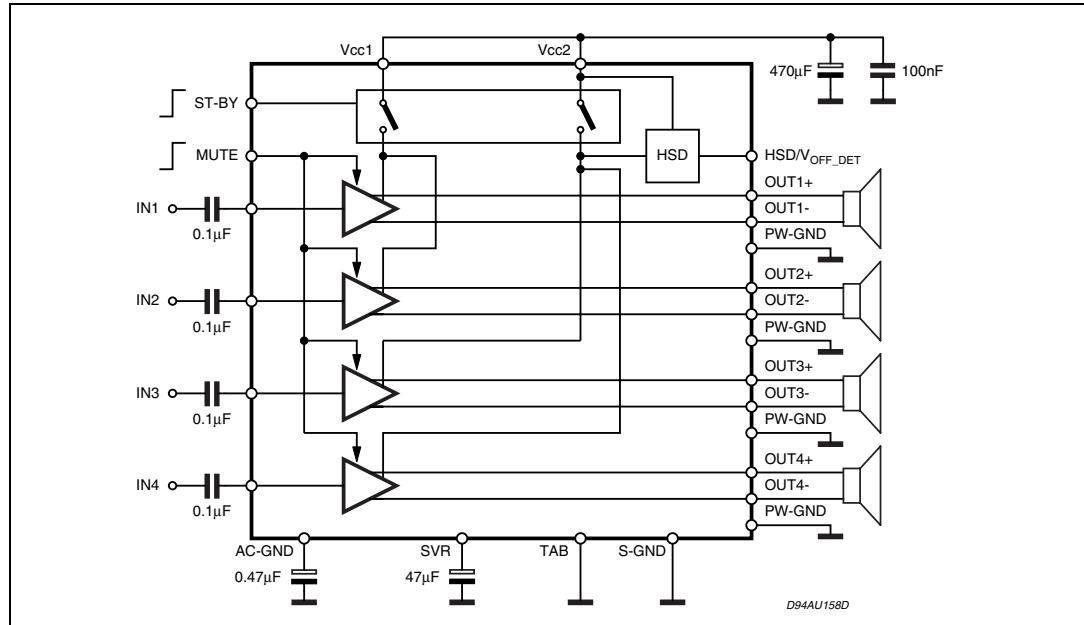 Vcc1
Vcc2
470µF
100nF
ST-BY
MUTE
HSD
HSD/VOFF_DET
OUT1+
OUT1-
PW-GND
IN1
0.1µF
OUT2+
OUT2-
PW-GND
IN2
0.1µF
OUT3+
OUT3-
PW-GND
IN3
0.1µF
OUT4+
OUT4-
PW-GND
IN4
0.1µF
AC-GND
SVR
TAB
S-GND
0.47µF
47µF
D94AU158D